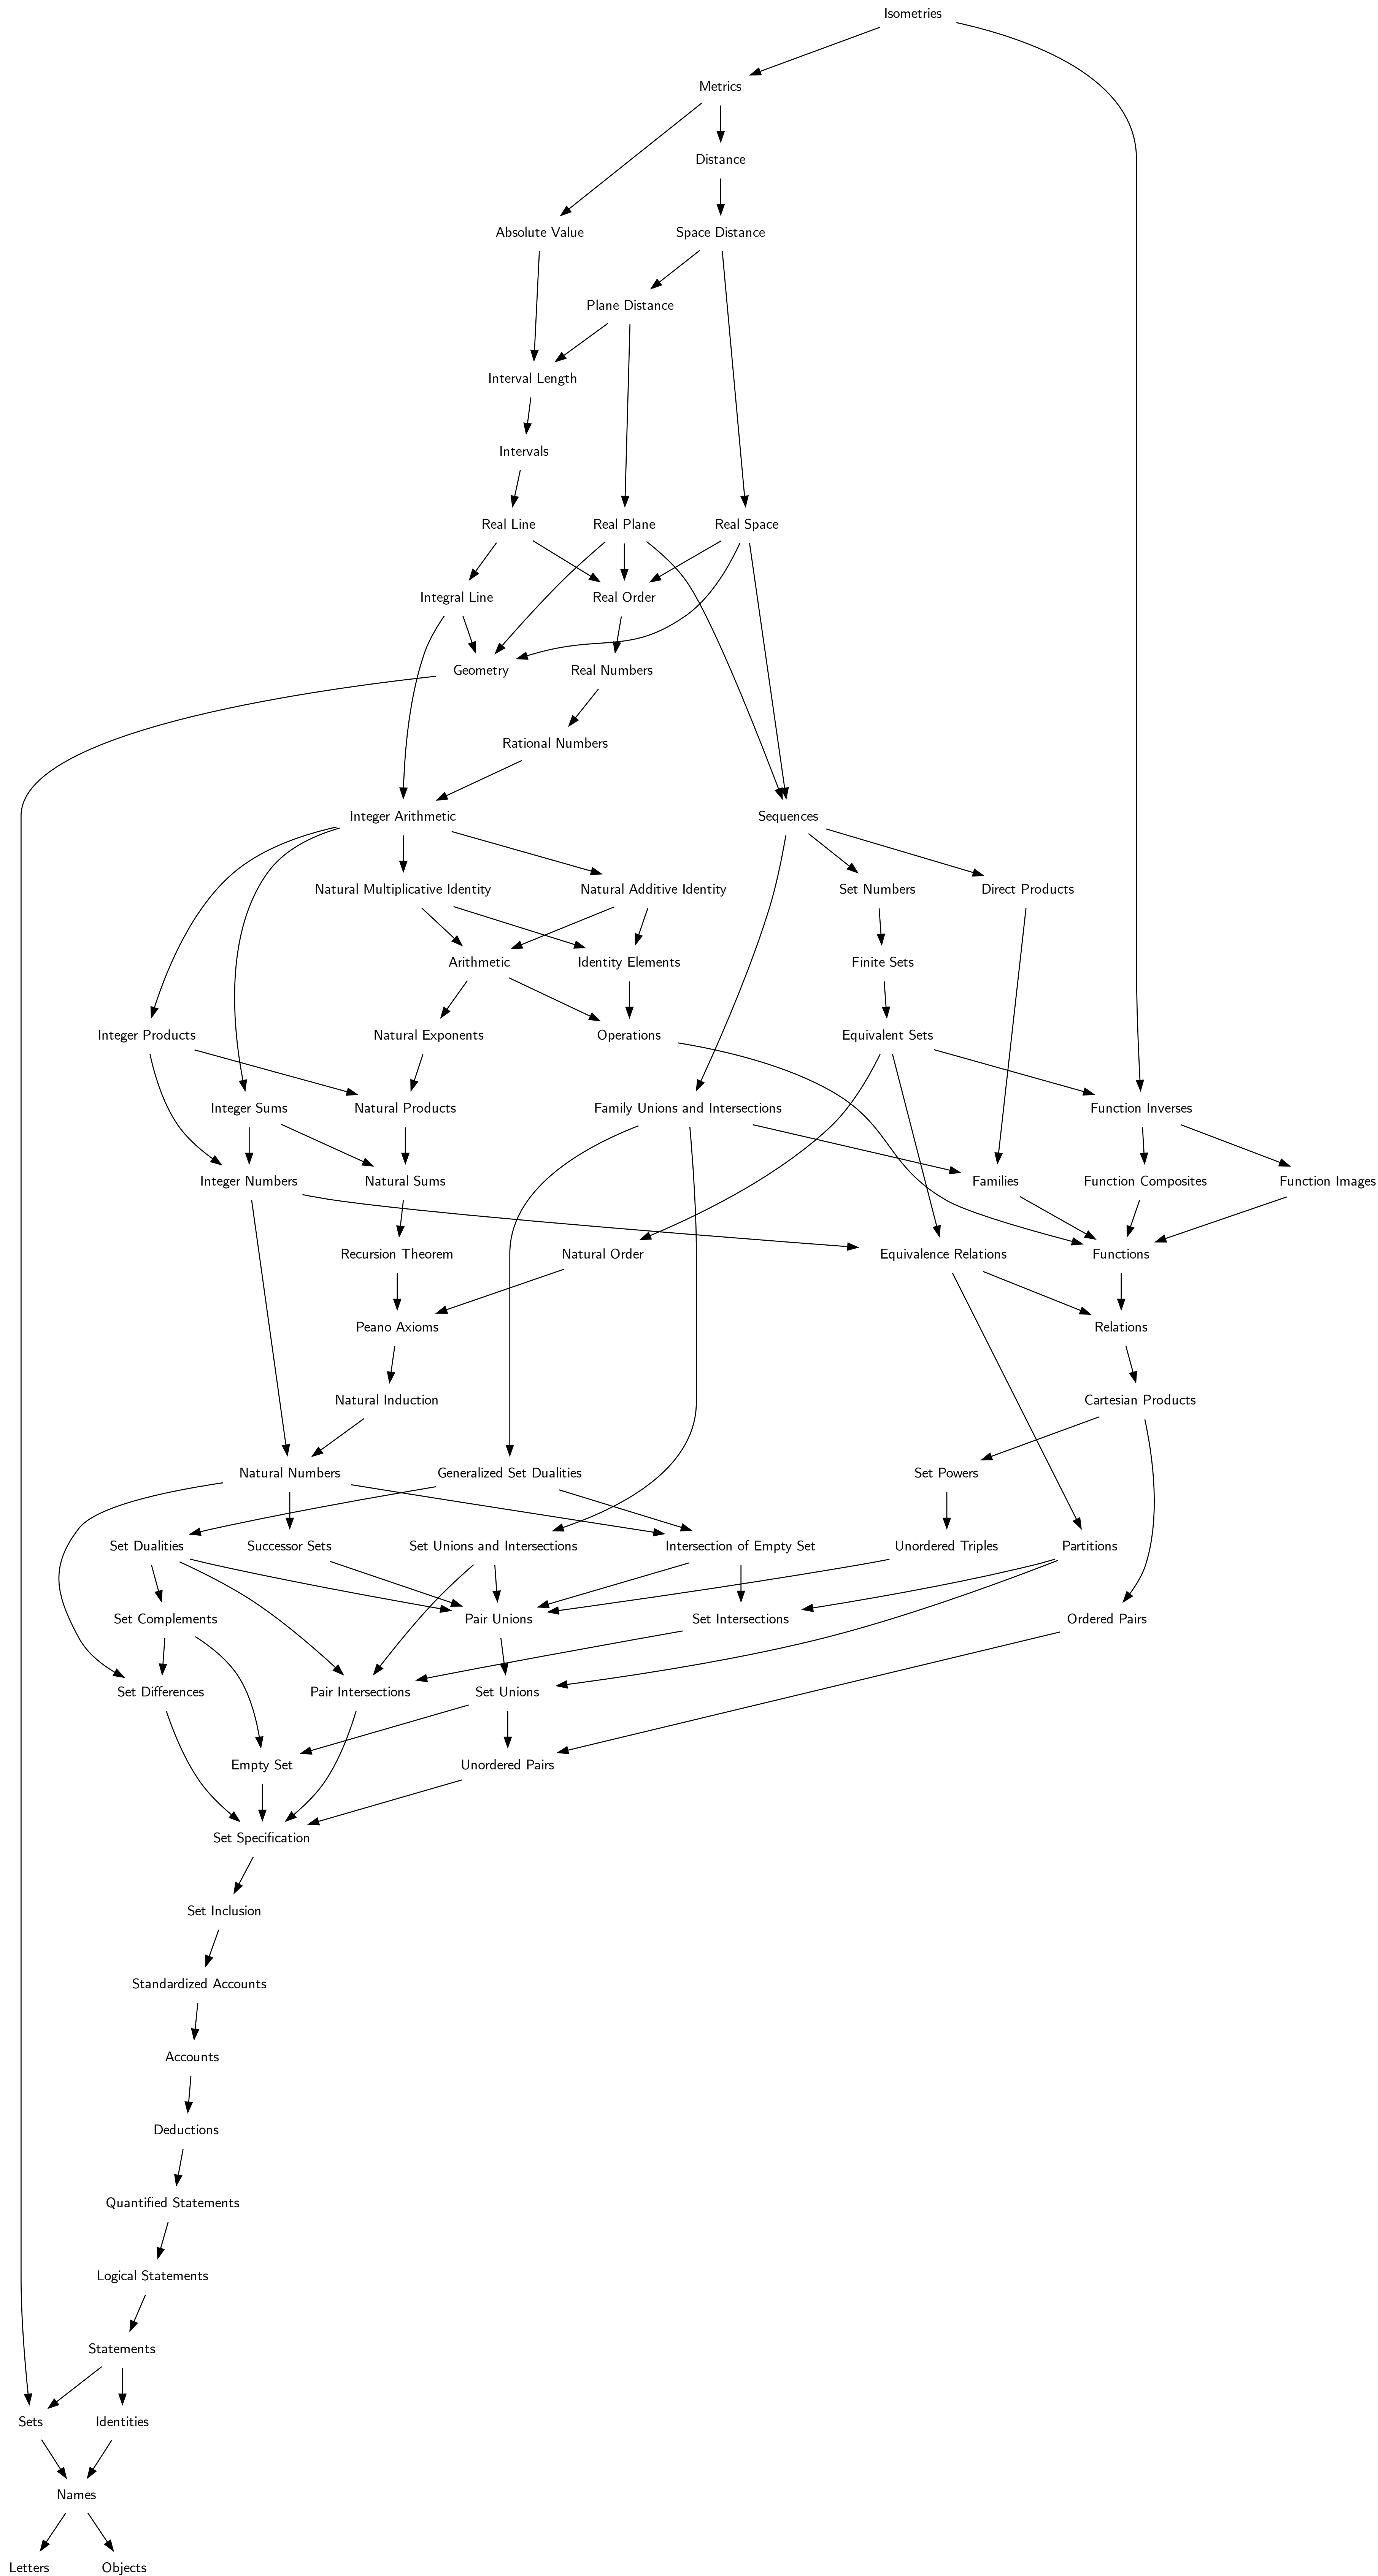 Isometries
Metrics
Distance
Absolute Value
Space Distance
Plane Distance
Interval Length
Intervals
Real Line
Real Plane
Real Space
Integral Line
Real Order
Geometry
Real Numbers
Rational Numbers
Integer Arithmetic
Sequences
Natural Multiplicative Identity
Natural Additive Identity
Set Numbers
Direct Products
Arithmetic
Identity Elements
Finite Sets
Integer Products
Natural Exponents
Operations
Equivalent Sets
Integer Sums
Natural Products
Family Unions and Intersections
Function Inverses
Integer Numbers
Natural Sums
Families
Function Composites
Function Images
Recursion Theorem
Natural Order
Equivalence Relations
Functions
Peano Axioms
Relations
Natural Induction
Cartesian Products
Natural Numbers
Generalized Set Dualities
Set Powers
Set Dualities
Successor Sets
Set Unions and Intersections
Intersection of Empty Set
Unordered Triples
Partitions
Set Complements
Pair Unions
Set Intersections
Ordered Pairs
Set Differences
Pair Intersections
Set Unions
Empty Set
Unordered Pairs
Set Specification
Set Inclusion
Standardized Accounts
Accounts
Deductions
Quantified Statements
Logical Statements
Statements
Sets
Identities
Names
Letters
Objects